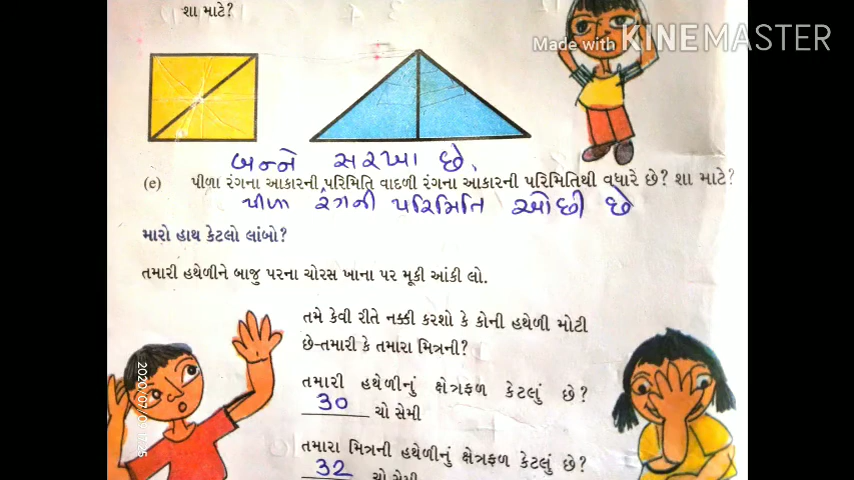 શા માટે?
Made with KINEMASTER
બન્ને સરખા છે.
(e) પીળા રંગના આકારની પરિમિતિ વાદળી રંગના આકારની પરિમિતિથી વધારે છે? શા માટે?
પીળા રંગની પરિમિતિ ઓછી છે
મારો હાથ કેટલો લાંબો?
તમારી હથેળીને બાજુ પરના ચોરસ ખાના પર મૂકી આંકી લો.
તમે કેવી રીતે નક્કી કરશો કે કોની હથેળી મોટી
છે-તમારી કે તમારા મિત્રની?
તમારી હથેળીનું ક્ષેત્રફળ કેટલું છે?
30 ચો સેમી
તમારા મિત્રની હથેળીનું ક્ષેત્રફળ કેટલું છે?
32 ચો સેમી